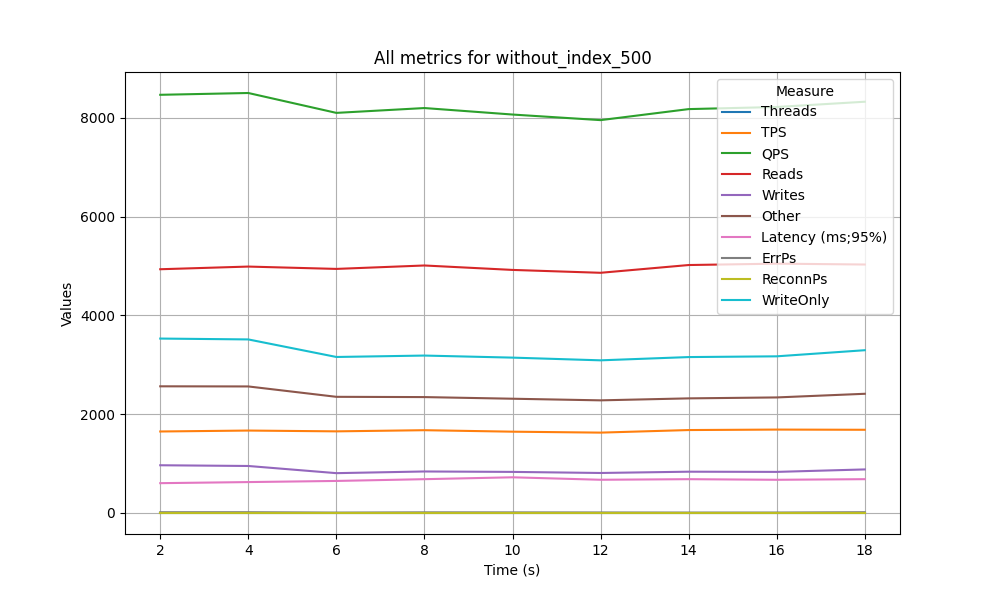 All metrics for without_index_500
Measure
Threads
TPS
QPS
Reads
Writes
Other
Latency (ms;95%)
ErrPs
ReconnPs
WriteOnly
Values
8000
6000
4000
2000
0
2 4 6 8 10 12 14 16 18
Time (s)